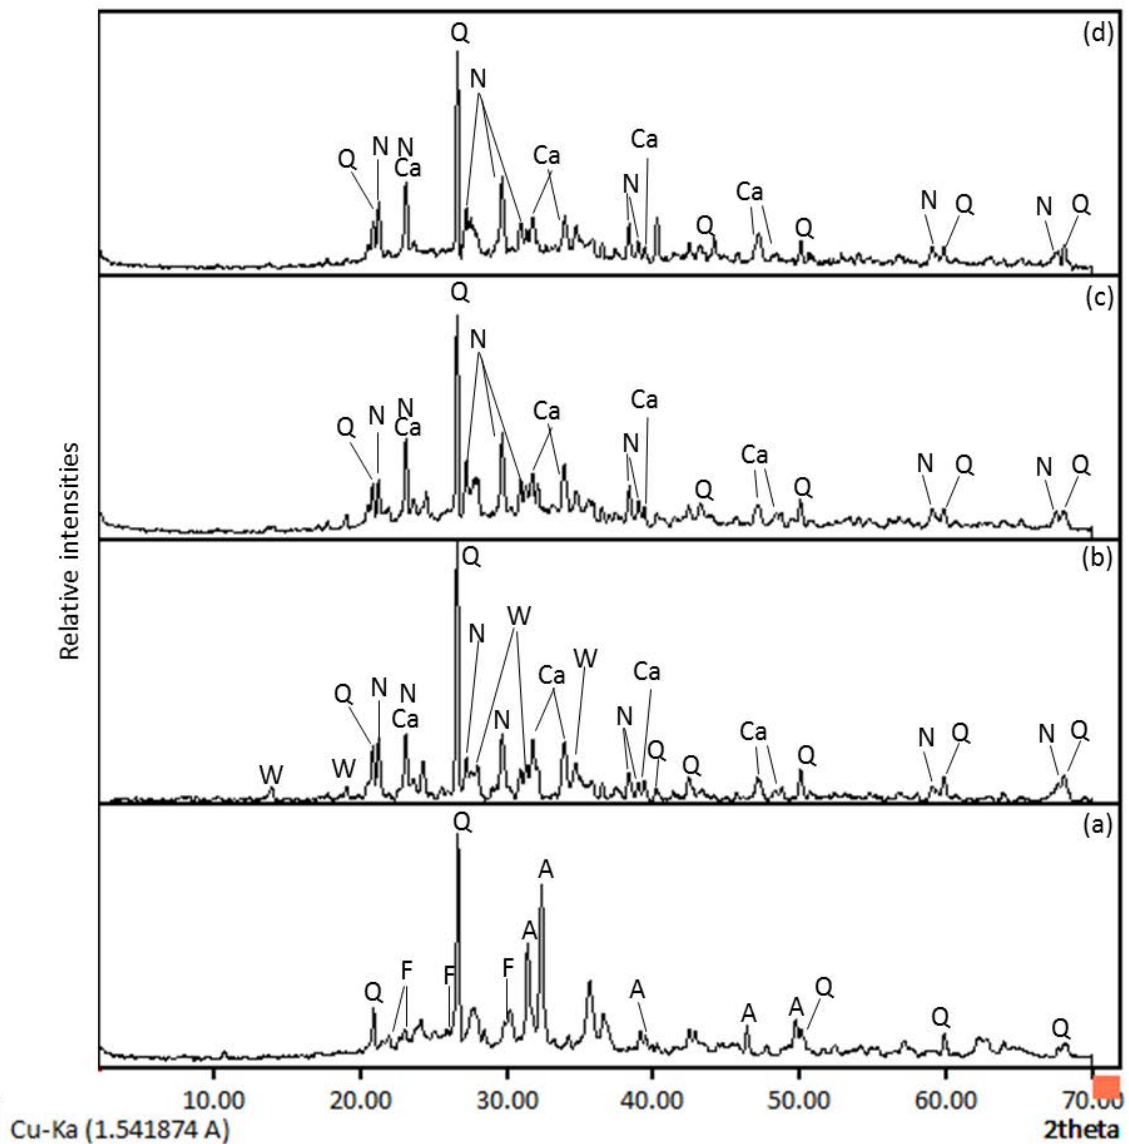 (d)
Q
N
Q N N
Ca
Ca
Ca
N
Ca
Q
Q
N Q
N Q
(c)
Q
N
Q N N
Ca
Ca
Ca
N
Ca
Q
Q
N Q
N Q
Relative intensities
(b)
Q
W
N
W
Q N N
Ca
Ca
Ca
N
N
Q
Q
Ca
Q
N Q
N Q
W W
(a)
Q
A
A
F
F
F
Q
A
A
A
Q
Q
Q
10.00 20.00 30.00 40.00 50.00 60.00 70.00
Cu-Ka (1.541874 A) 2theta